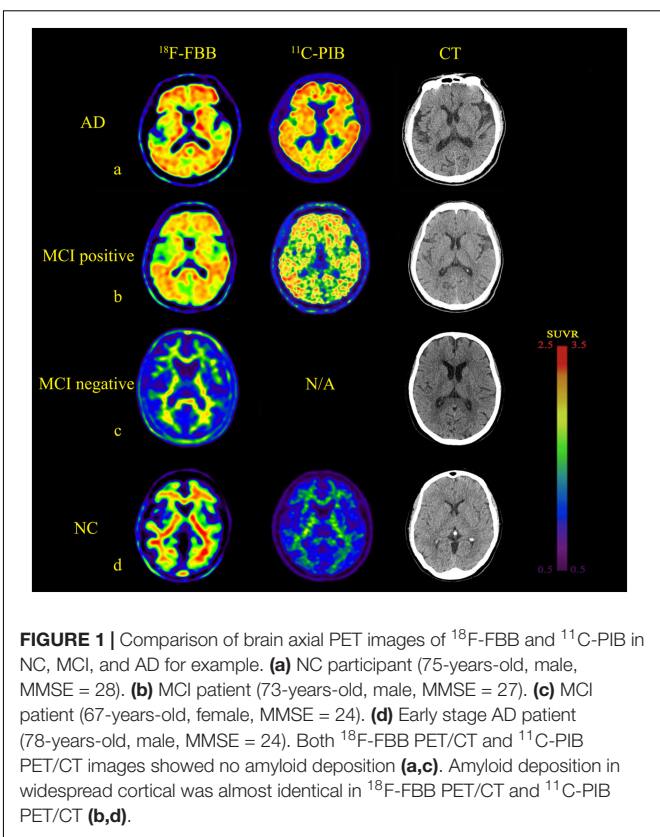 ¹⁸F-FBB ¹¹C-PIB CT
AD
a
MCI positive
b
SUVR
2.5 3.5
MCI negative N/A
c
NC
d
0.5 0.5
FIGURE 1 | Comparison of brain axial PET images of ¹⁸F-FBB and ¹¹C-PIB in
NC, MCI, and AD for example. (a) NC participant (75-years-old, male,
MMSE = 28). (b) MCI patient (73-years-old, male, MMSE = 27). (c) MCI
patient (67-years-old, female, MMSE = 24). (d) Early stage AD patient
(78-years-old, male, MMSE = 24). Both ¹⁸F-FBB PET/CT and ¹¹C-PIB
PET/CT images showed no amyloid deposition (a,c). Amyloid deposition in
widespread cortical was almost identical in ¹⁸F-FBB PET/CT and ¹¹C-PIB
PET/CT (b,d).